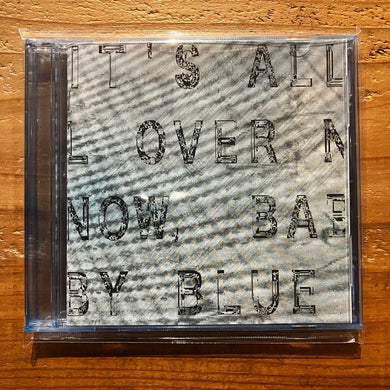 IT'S ALL
L OVER N
NOW, BAB
BY BLUE